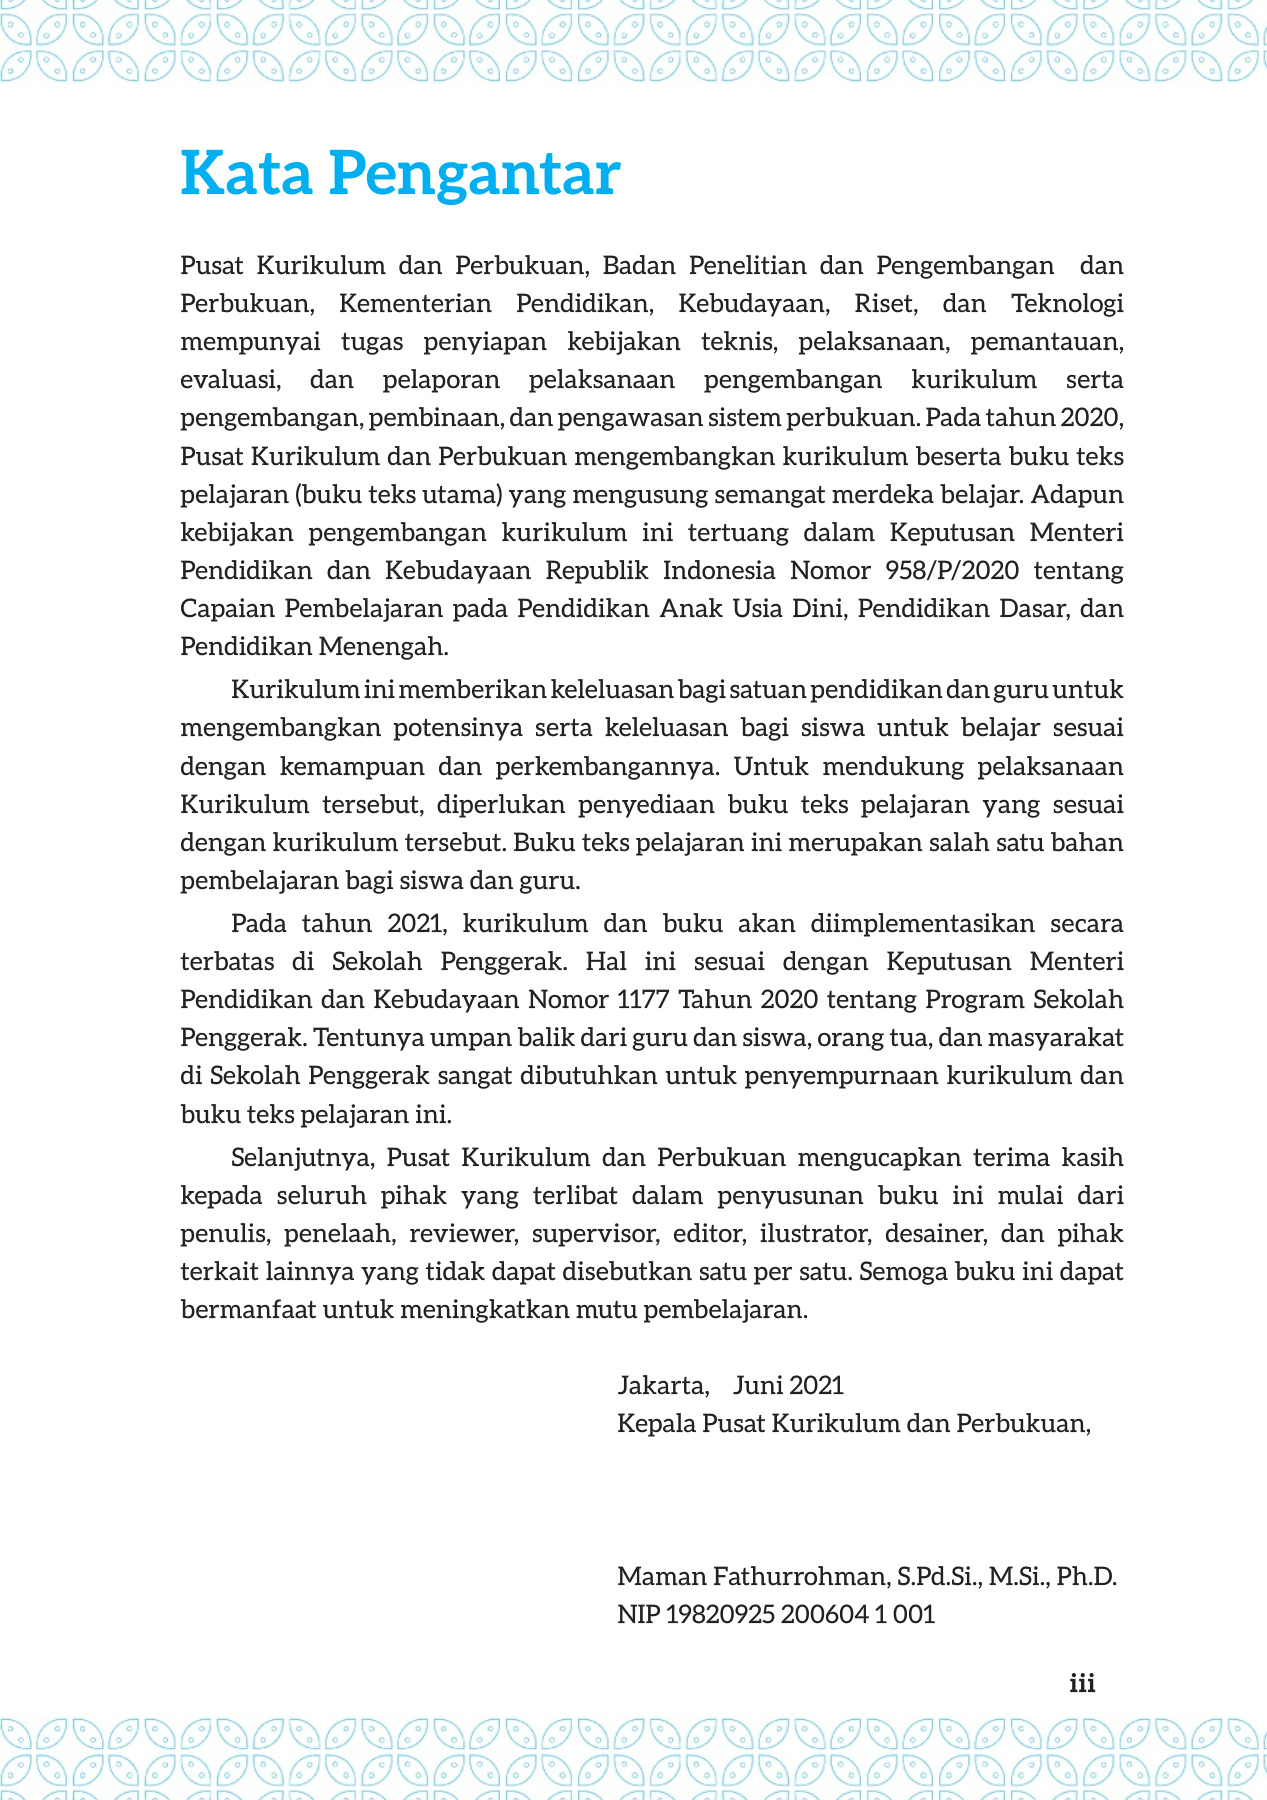 Kata Pengantar
Pusat Kurikulum dan Perbukuan, Badan Penelitian dan Pengembangan dan
Perbukuan, Kementerian Pendidikan, Kebudayaan, Riset, dan Teknologi
mempunyai tugas penyiapan kebijakan teknis, pelaksanaan, pemantauan,
evaluasi, dan pelaporan pelaksanaan pengembangan kurikulum serta
pengembangan, pembinaan, dan pengawasan sistem perbukuan. Pada tahun 2020,
Pusat Kurikulum dan Perbukuan mengembangkan kurikulum beserta buku teks
pelajaran (buku teks utama) yang mengusung semangat merdeka belajar. Adapun
kebijakan pengembangan kurikulum ini tertuang dalam Keputusan Menteri
Pendidikan dan Kebudayaan Republik Indonesia Nomor 958/P/2020 tentang
Capaian Pembelajaran pada Pendidikan Anak Usia Dini, Pendidikan Dasar, dan
Pendidikan Menengah.
Kurikulum ini memberikan keleluasan bagi satuan pendidikan dan guru untuk
mengembangkan potensinya serta keleluasan bagi siswa untuk belajar sesuai
dengan kemampuan dan perkembangannya. Untuk mendukung pelaksanaan
Kurikulum tersebut, diperlukan penyediaan buku teks pelajaran yang sesuai
dengan kurikulum tersebut. Buku teks pelajaran ini merupakan salah satu bahan
pembelajaran bagi siswa dan guru.
Pada tahun 2021, kurikulum dan buku akan diimplementasikan secara
terbatas di Sekolah Penggerak. Hal ini sesuai dengan Keputusan Menteri
Pendidikan dan Kebudayaan Nomor 1177 Tahun 2020 tentang Program Sekolah
Penggerak. Tentunya umpan balik dari guru dan siswa, orang tua, dan masyarakat
di Sekolah Penggerak sangat dibutuhkan untuk penyempurnaan kurikulum dan
buku teks pelajaran ini.
Selanjutnya, Pusat Kurikulum dan Perbukuan mengucapkan terima kasih
kepada seluruh pihak yang terlibat dalam penyusunan buku ini mulai dari
penulis, penelaah, reviewer, supervisor, editor, ilustrator, desainer, dan pihak
terkait lainnya yang tidak dapat disebutkan satu per satu. Semoga buku ini dapat
bermanfaat untuk meningkatkan mutu pembelajaran.
Jakarta, Juni 2021
Kepala Pusat Kurikulum dan Perbukuan,
Maman Fathurrohman, S.Pd.Si., M.Si., Ph.D.
NIP 19820925 200604 1 001
iii